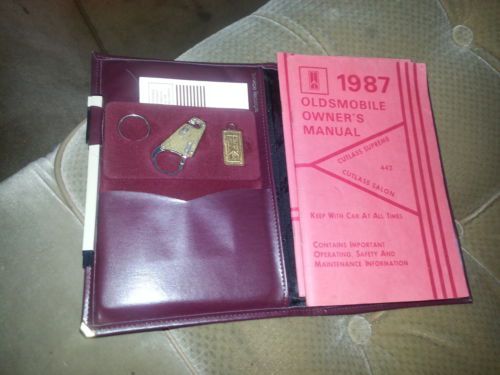 1987
OLDSMOBILE
OWNER'S
MANUAL
CUTLASS SUPREME
442
CUTLASS SALON
KEEP WITH CAR AT ALL TIMES
CONTAINS IMPORTANT
OPERATING, SAFETY AND
MAINTENANCE INFORMATION